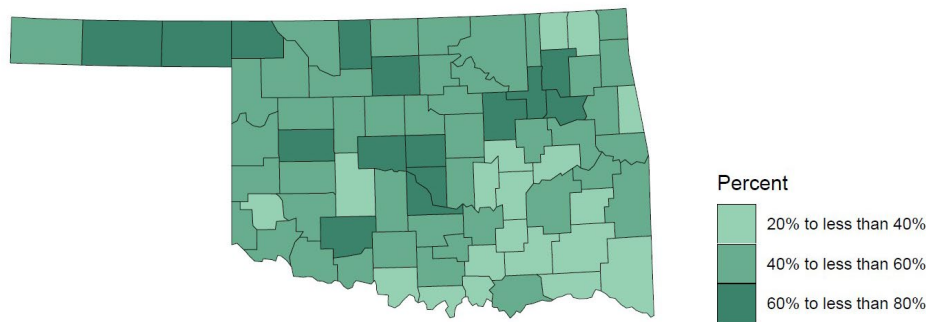 Percent
20% to less than 40%
40% to less than 60%
60% to less than 80%